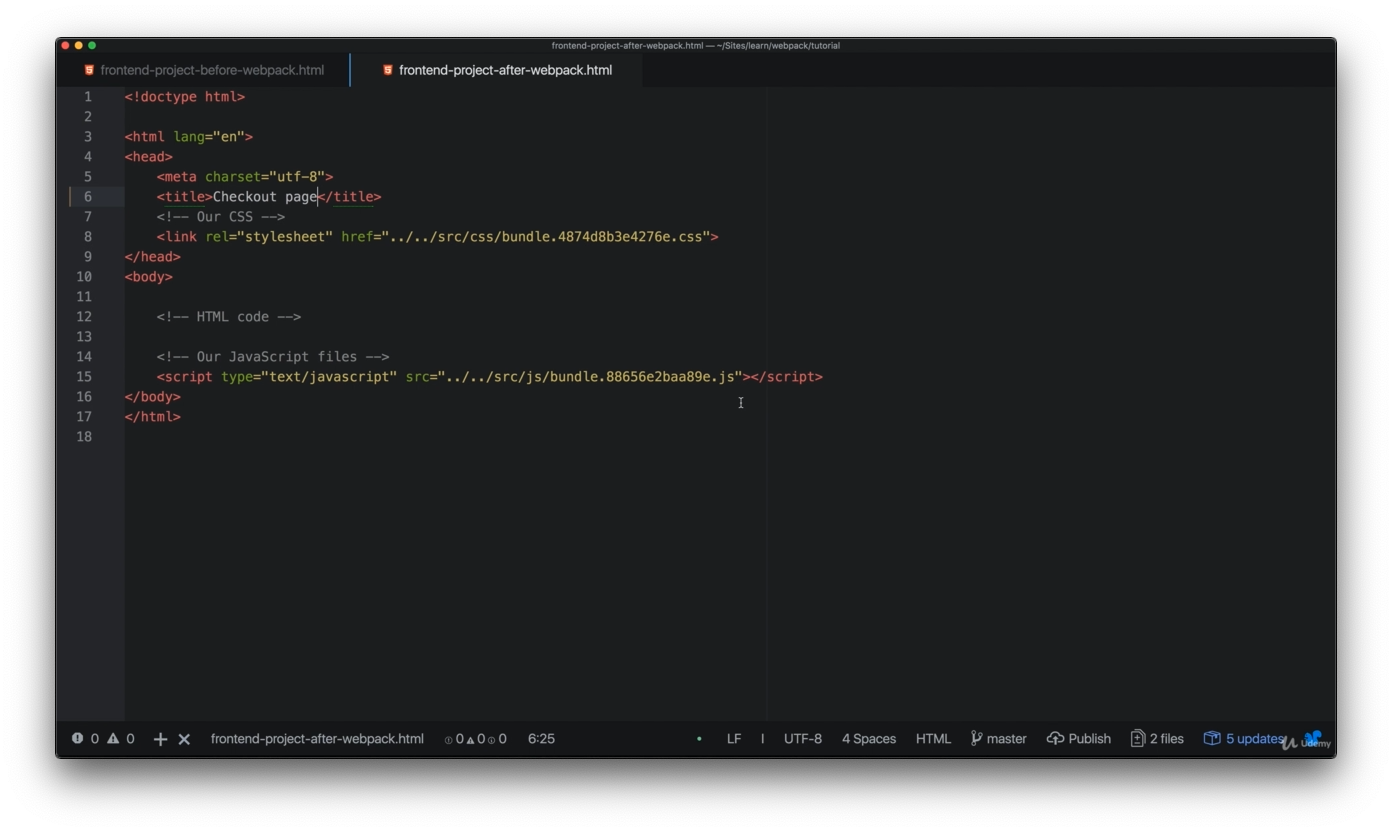 frontend-project-after-webpack.html — ~/Sites/learn/webpack/tutorial
frontend-project-before-webpack.html frontend-project-after-webpack.html
1 <!doctype html>
2
3 <html lang="en">
4 <head>
5 <meta charset="utf-8">
6 <title>Checkout page</title>
7 <!-- Our CSS -->
8 <link rel="stylesheet" href="../../src/css/bundle.4874d8b3e4276e.css">
9 </head>
10 <body>
11
12 <!-- HTML code -->
13
14 <!-- Our JavaScript files -->
15 <script type="text/javascript" src="../../src/js/bundle.88656e2baa89e.js"></script>
16 </body>
17 </html>
18
0 0 frontend-project-after-webpack.html 0 0 0 6:25 LF I UTF-8 4 Spaces HTML master Publish 2 files 5 updates Udemy